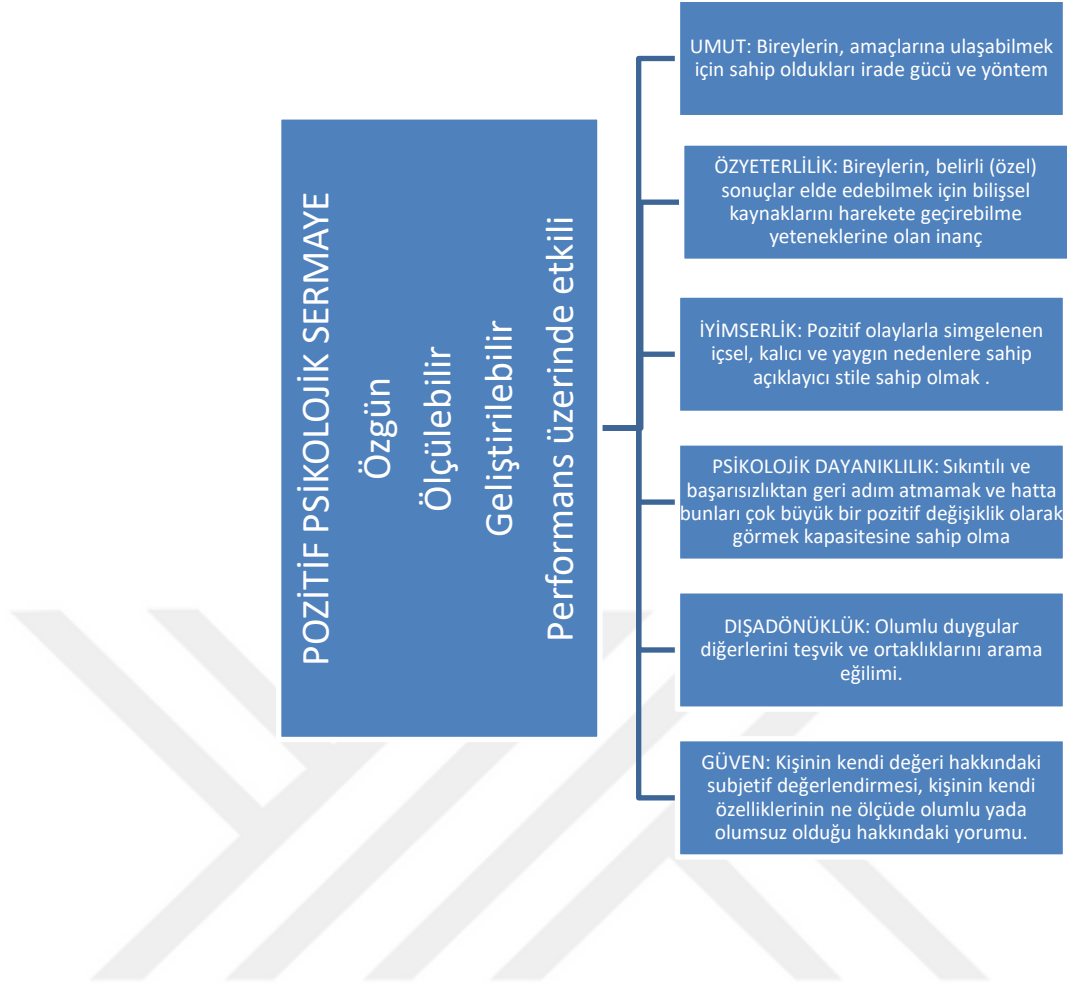 POZİTİF PSİKOLOJİK SERMAYE
Özgün
Ölçülebilir
Geliştirilebilir
Performans üzerinde etkili
UMUT: Bireylerin, amaçlarına ulaşabilmek
için sahip oldukları irade gücü ve yöntem
ÖZYETERLİLİK: Bireylerin, belirli (özel)
sonuçlar elde edebilmek için bilişsel
kaynaklarını harekete geçirebilme
yeteneklerine olan inanç
İYİMSERLİK: Pozitif olaylarla simgelenen
içsel, kalıcı ve yaygın nedenlere sahip
açıklayıcı stile sahip olmak .
PSİKOLOJİK DAYANIKLILIK: Sıkıntılı ve
başarısızlıktan geri adım atmamak ve hatta
bunları çok büyük bir pozitif değişiklik olarak
görmek kapasitesine sahip olma
DIŞADÖNÜKLÜK: Olumlu duygular
diğerlerini teşvik ve ortaklıklarını arama
eğilimi.
GÜVEN: Kişinin kendi değeri hakkındaki
subjetif değerlendirmesi, kişinin kendi
özelliklerinin ne ölçüde olumlu yada
olumsuz olduğu hakkındaki yorumu.